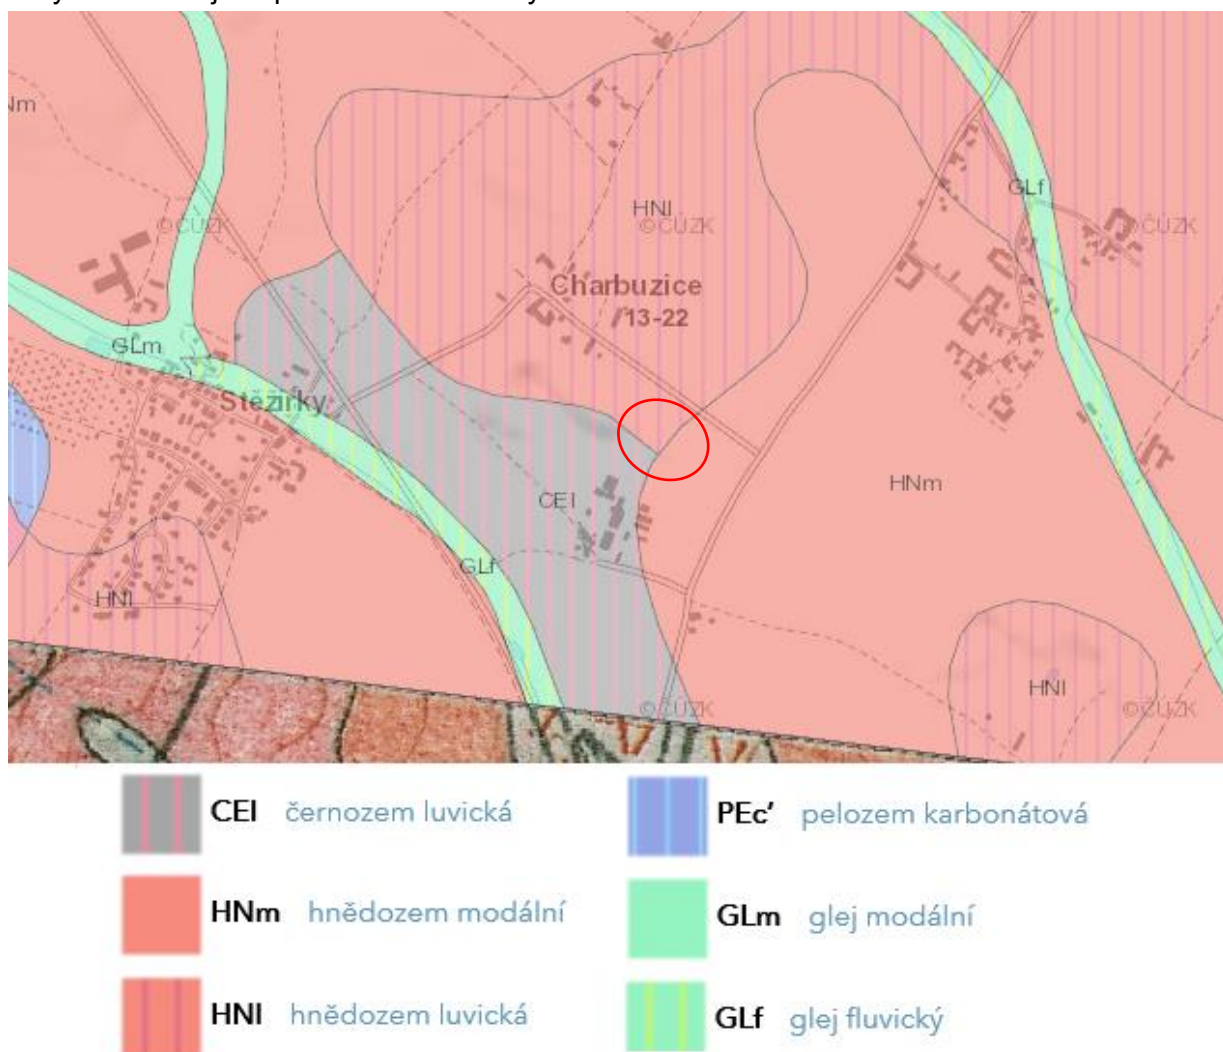 Nm
©ČÚZK
HNl
©ČÚZK
GLf
©ČÚZK
Charbuzice
13-22
GLm
Stěžírky
CEl
HNm
GLf
HNl
HNl
©ČÚZK
©ČÚZK
CEl černozem luvická
PEc' pelozem karbonátová
HNm hnědozem modální
GLm glej modální
HNl hnědozem luvická
GLf glej fluvický